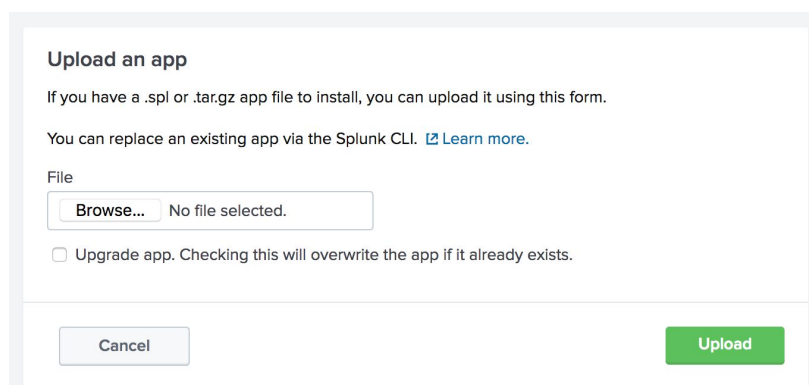 Upload an app
If you have a .spl or .tar.gz app file to install, you can upload it using this form.
You can replace an existing app via the Splunk CLI. Learn more.
File
Browse... No file selected.
Upgrade app. Checking this will overwrite the app if it already exists.
Cancel Upload